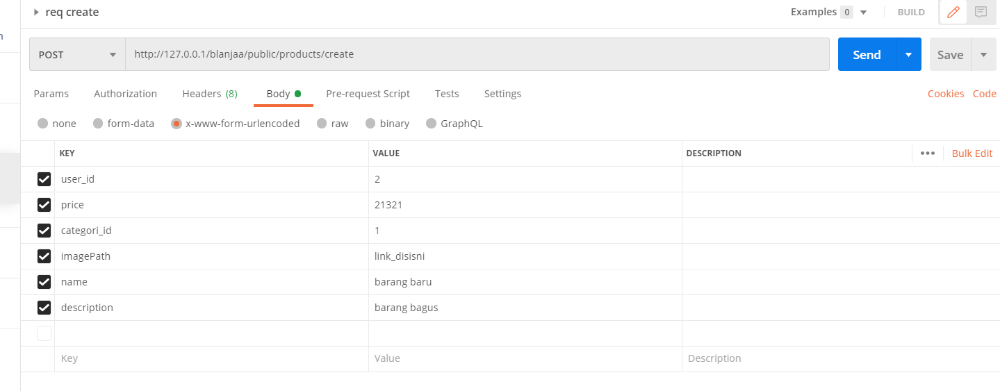 req create
Examples 0 BUILD
POST http://127.0.0.1/blanjaa/public/products/create Send Save
Params Authorization Headers (8) Body Pre-request Script Tests Settings Cookies Code
none form-data x-www-form-urlencoded raw binary GraphQL
KEY VALUE DESCRIPTION ••• Bulk Edit
user_id 2
price 21321
categori_id 1
imagePath link_disisni
name barang baru
description barang bagus
Key Value Description